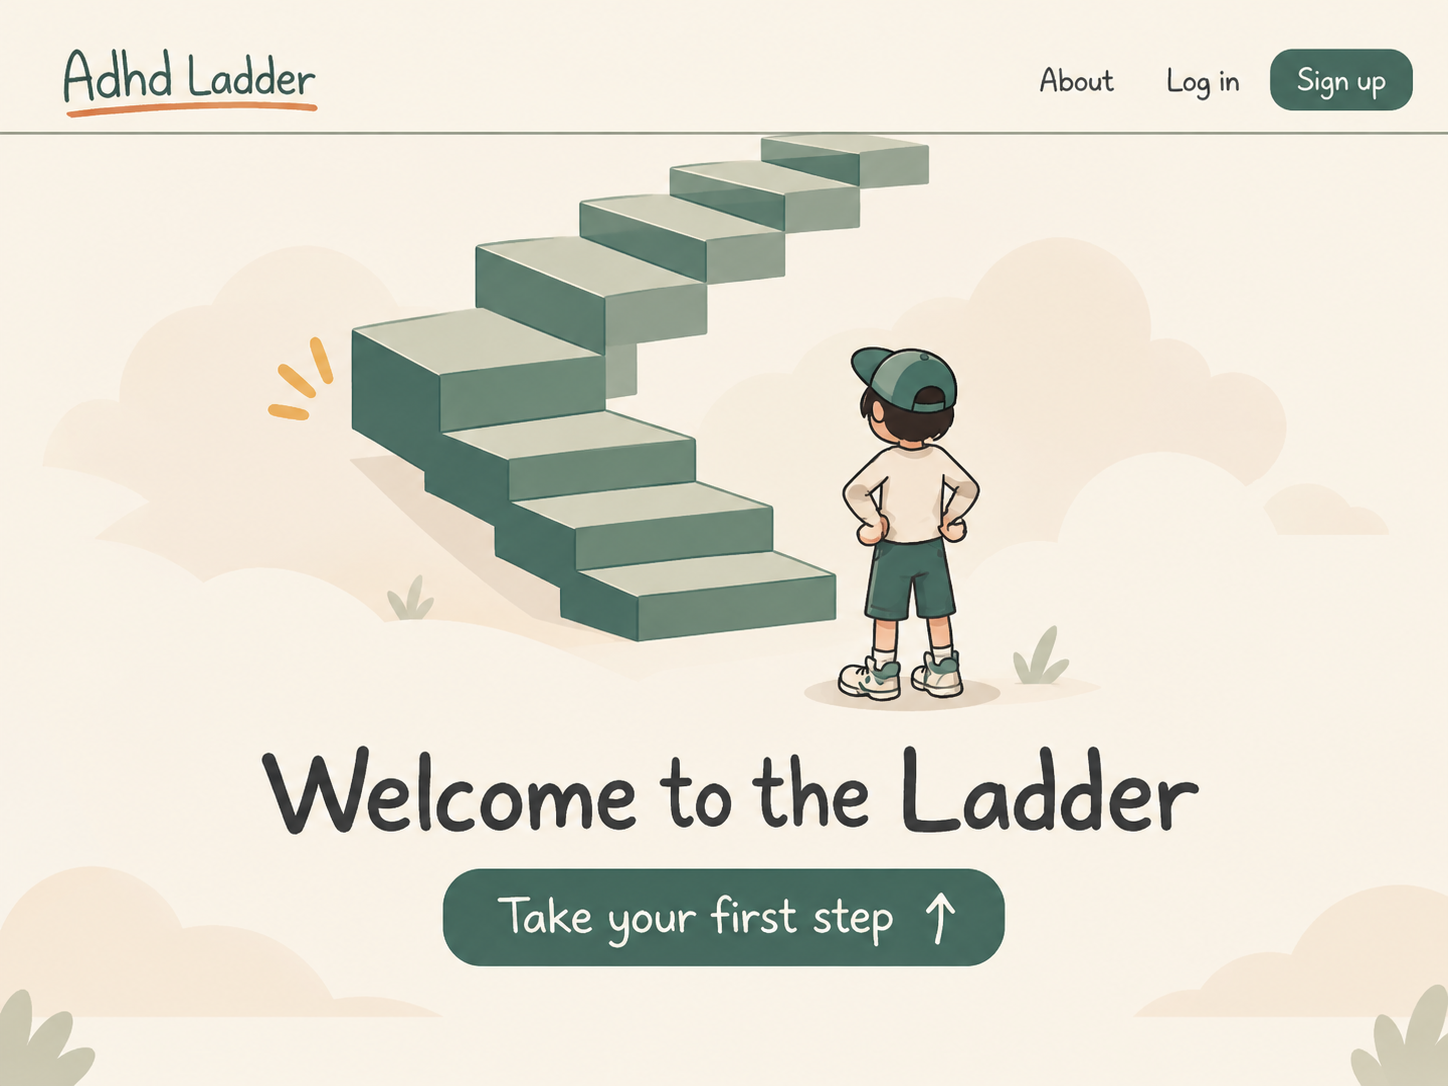 Adhd Ladder
About
Log in
Sign up
Welcome to the Ladder
Take your first step ↑